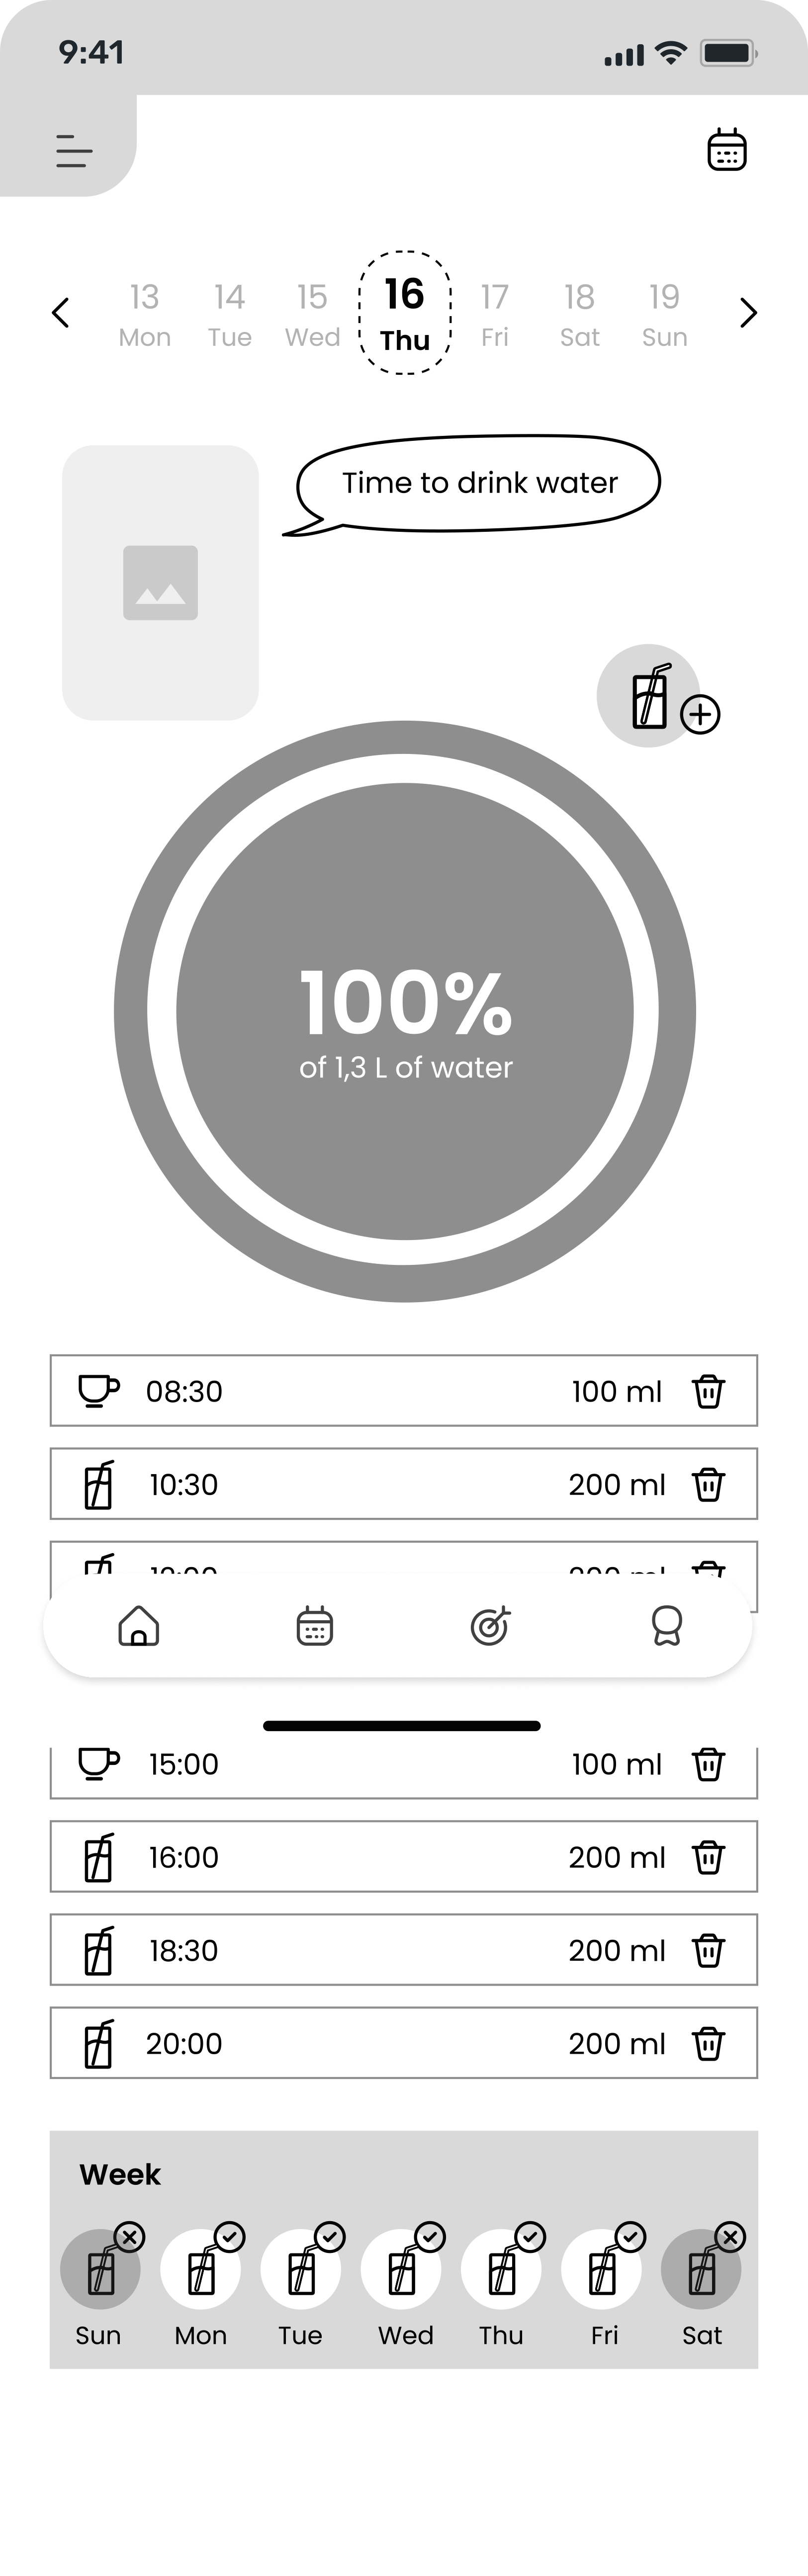 9:41
13 14 15 16 17 18 19
Mon Tue Wed Thu Fri Sat Sun
Time to drink water
100%
of 1,3 L of water
08:30 100 ml
10:30 200 ml
15:00 100 ml
16:00 200 ml
18:30 200 ml
20:00 200 ml
Week
Sun Mon Tue Wed Thu Fri Sat